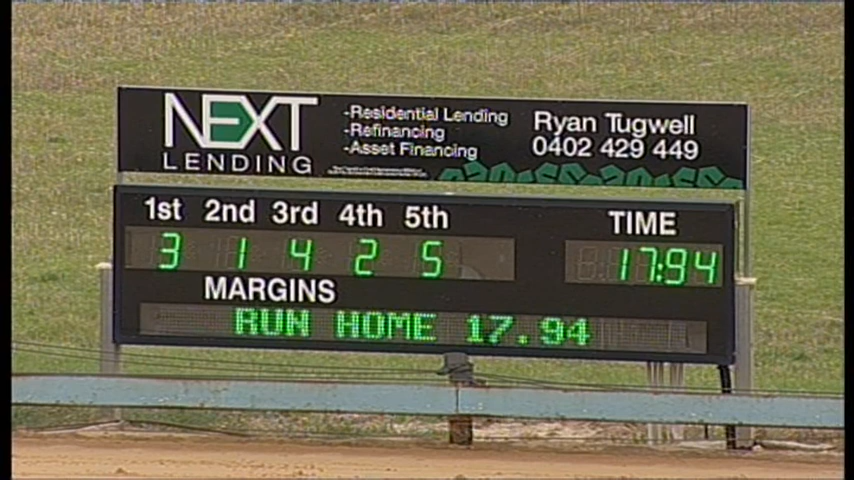 NEXT
LENDING
-Residential Lending
-Refinancing
-Asset Financing
Ryan Tugwell
0402 429 449
1st 2nd 3rd 4th 5th TIME
3 1 4 2 5 17:94
MARGINS
RUN HOME 17.94